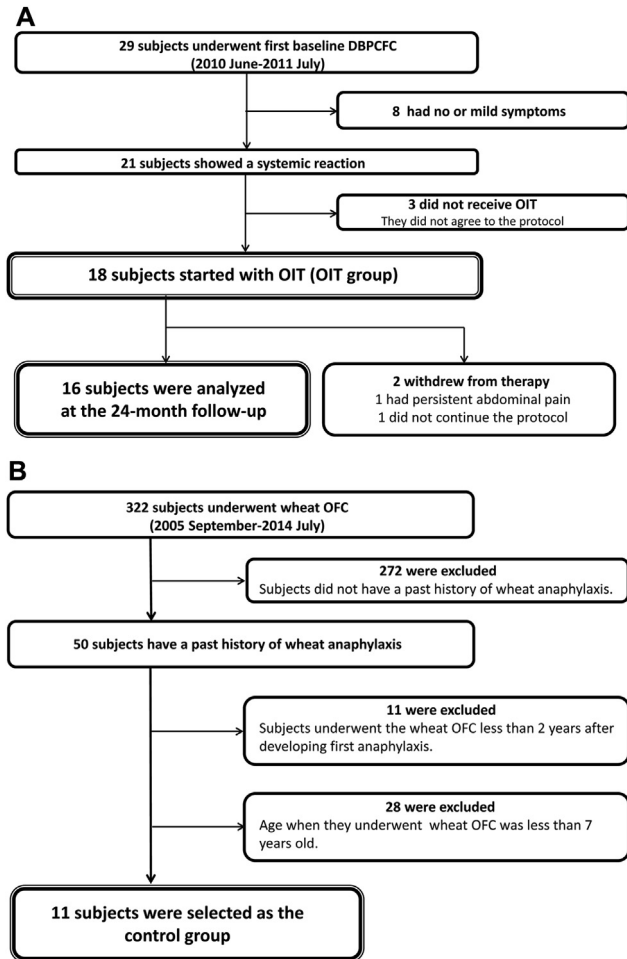 A
29 subjects underwent first baseline DBPCFC
(2010 June-2011 July)
8 had no or mild symptoms
21 subjects showed a systemic reaction
3 did not receive OIT
They did not agree to the protocol
18 subjects started with OIT (OIT group)
16 subjects were analyzed
at the 24-month follow-up
2 withdrew from therapy
1 had persistent abdominal pain
1 did not continue the protocol
B
322 subjects underwent wheat OFC
(2005 September-2014 July)
272 were excluded
Subjects did not have a past history of wheat anaphylaxis.
50 subjects have a past history of wheat anaphylaxis
11 were excluded
Subjects underwent the wheat OFC less than 2 years after
developing first anaphylaxis.
28 were excluded
Age when they underwent wheat OFC was less than 7
years old.
11 subjects were selected as the
control group